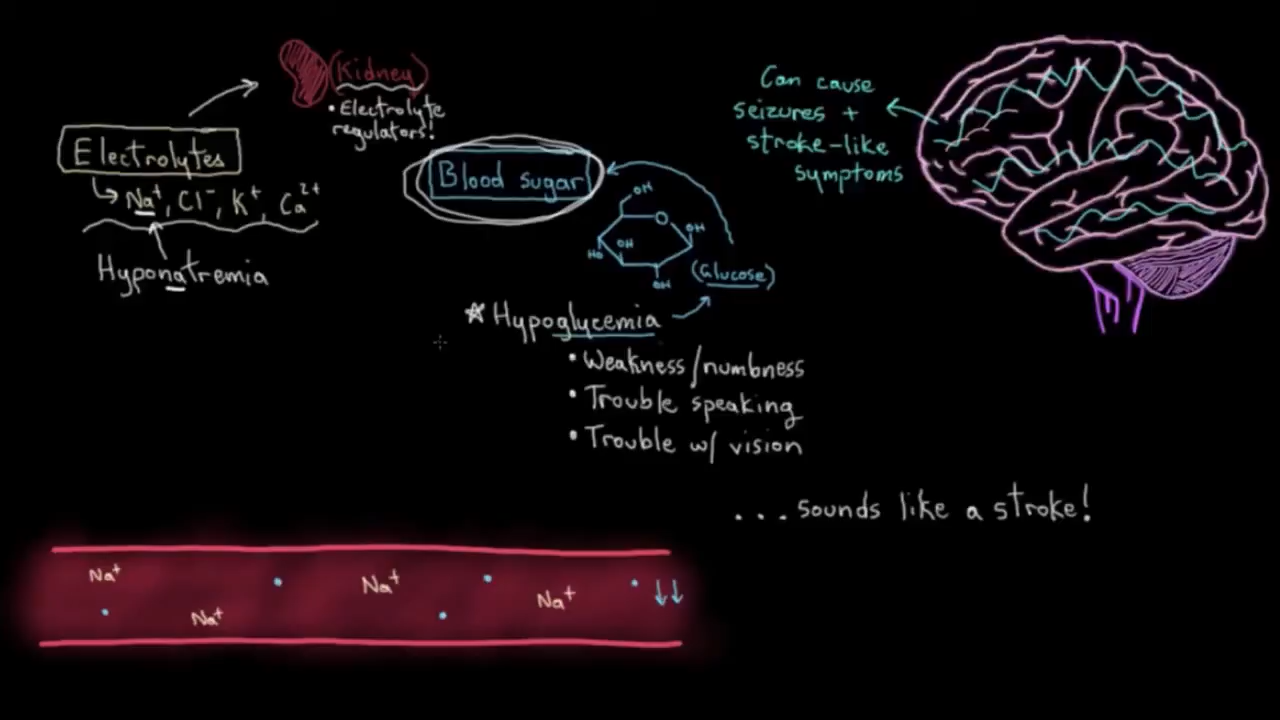 (Kidney)
• Electrolyte
regulators!
Electrolytes
Na⁺, Cl⁻, K⁺, Ca²⁺
Hyponatremia
Blood sugar
OH
O
OH
OH
HO
OH
(Glucose)
* Hypoglycemia
• Weakness/numbness
• Trouble speaking
• Trouble w/ vision
Can cause
seizures +
stroke-like
symptoms
...sounds like a stroke!
Na⁺
Na⁺
Na⁺
Na⁺